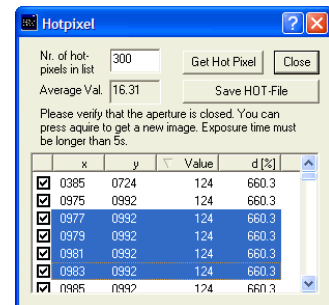 Hotpixel
Nr. of hot-
pixels in list
300
Get Hot Pixel
Close
Average Val.
16.31
Save HOT-File
Please verify that the aperture is closed. You can
press aquire to get a new image. Exposure time must
be longer than 5s.
x y Value d [%]
0385 0724 124 660.3
0975 0992 124 660.3
0977 0992 124 660.3
0979 0992 124 660.3
0981 0992 124 660.3
0983 0992 124 660.3
0985 0992 124 660.3